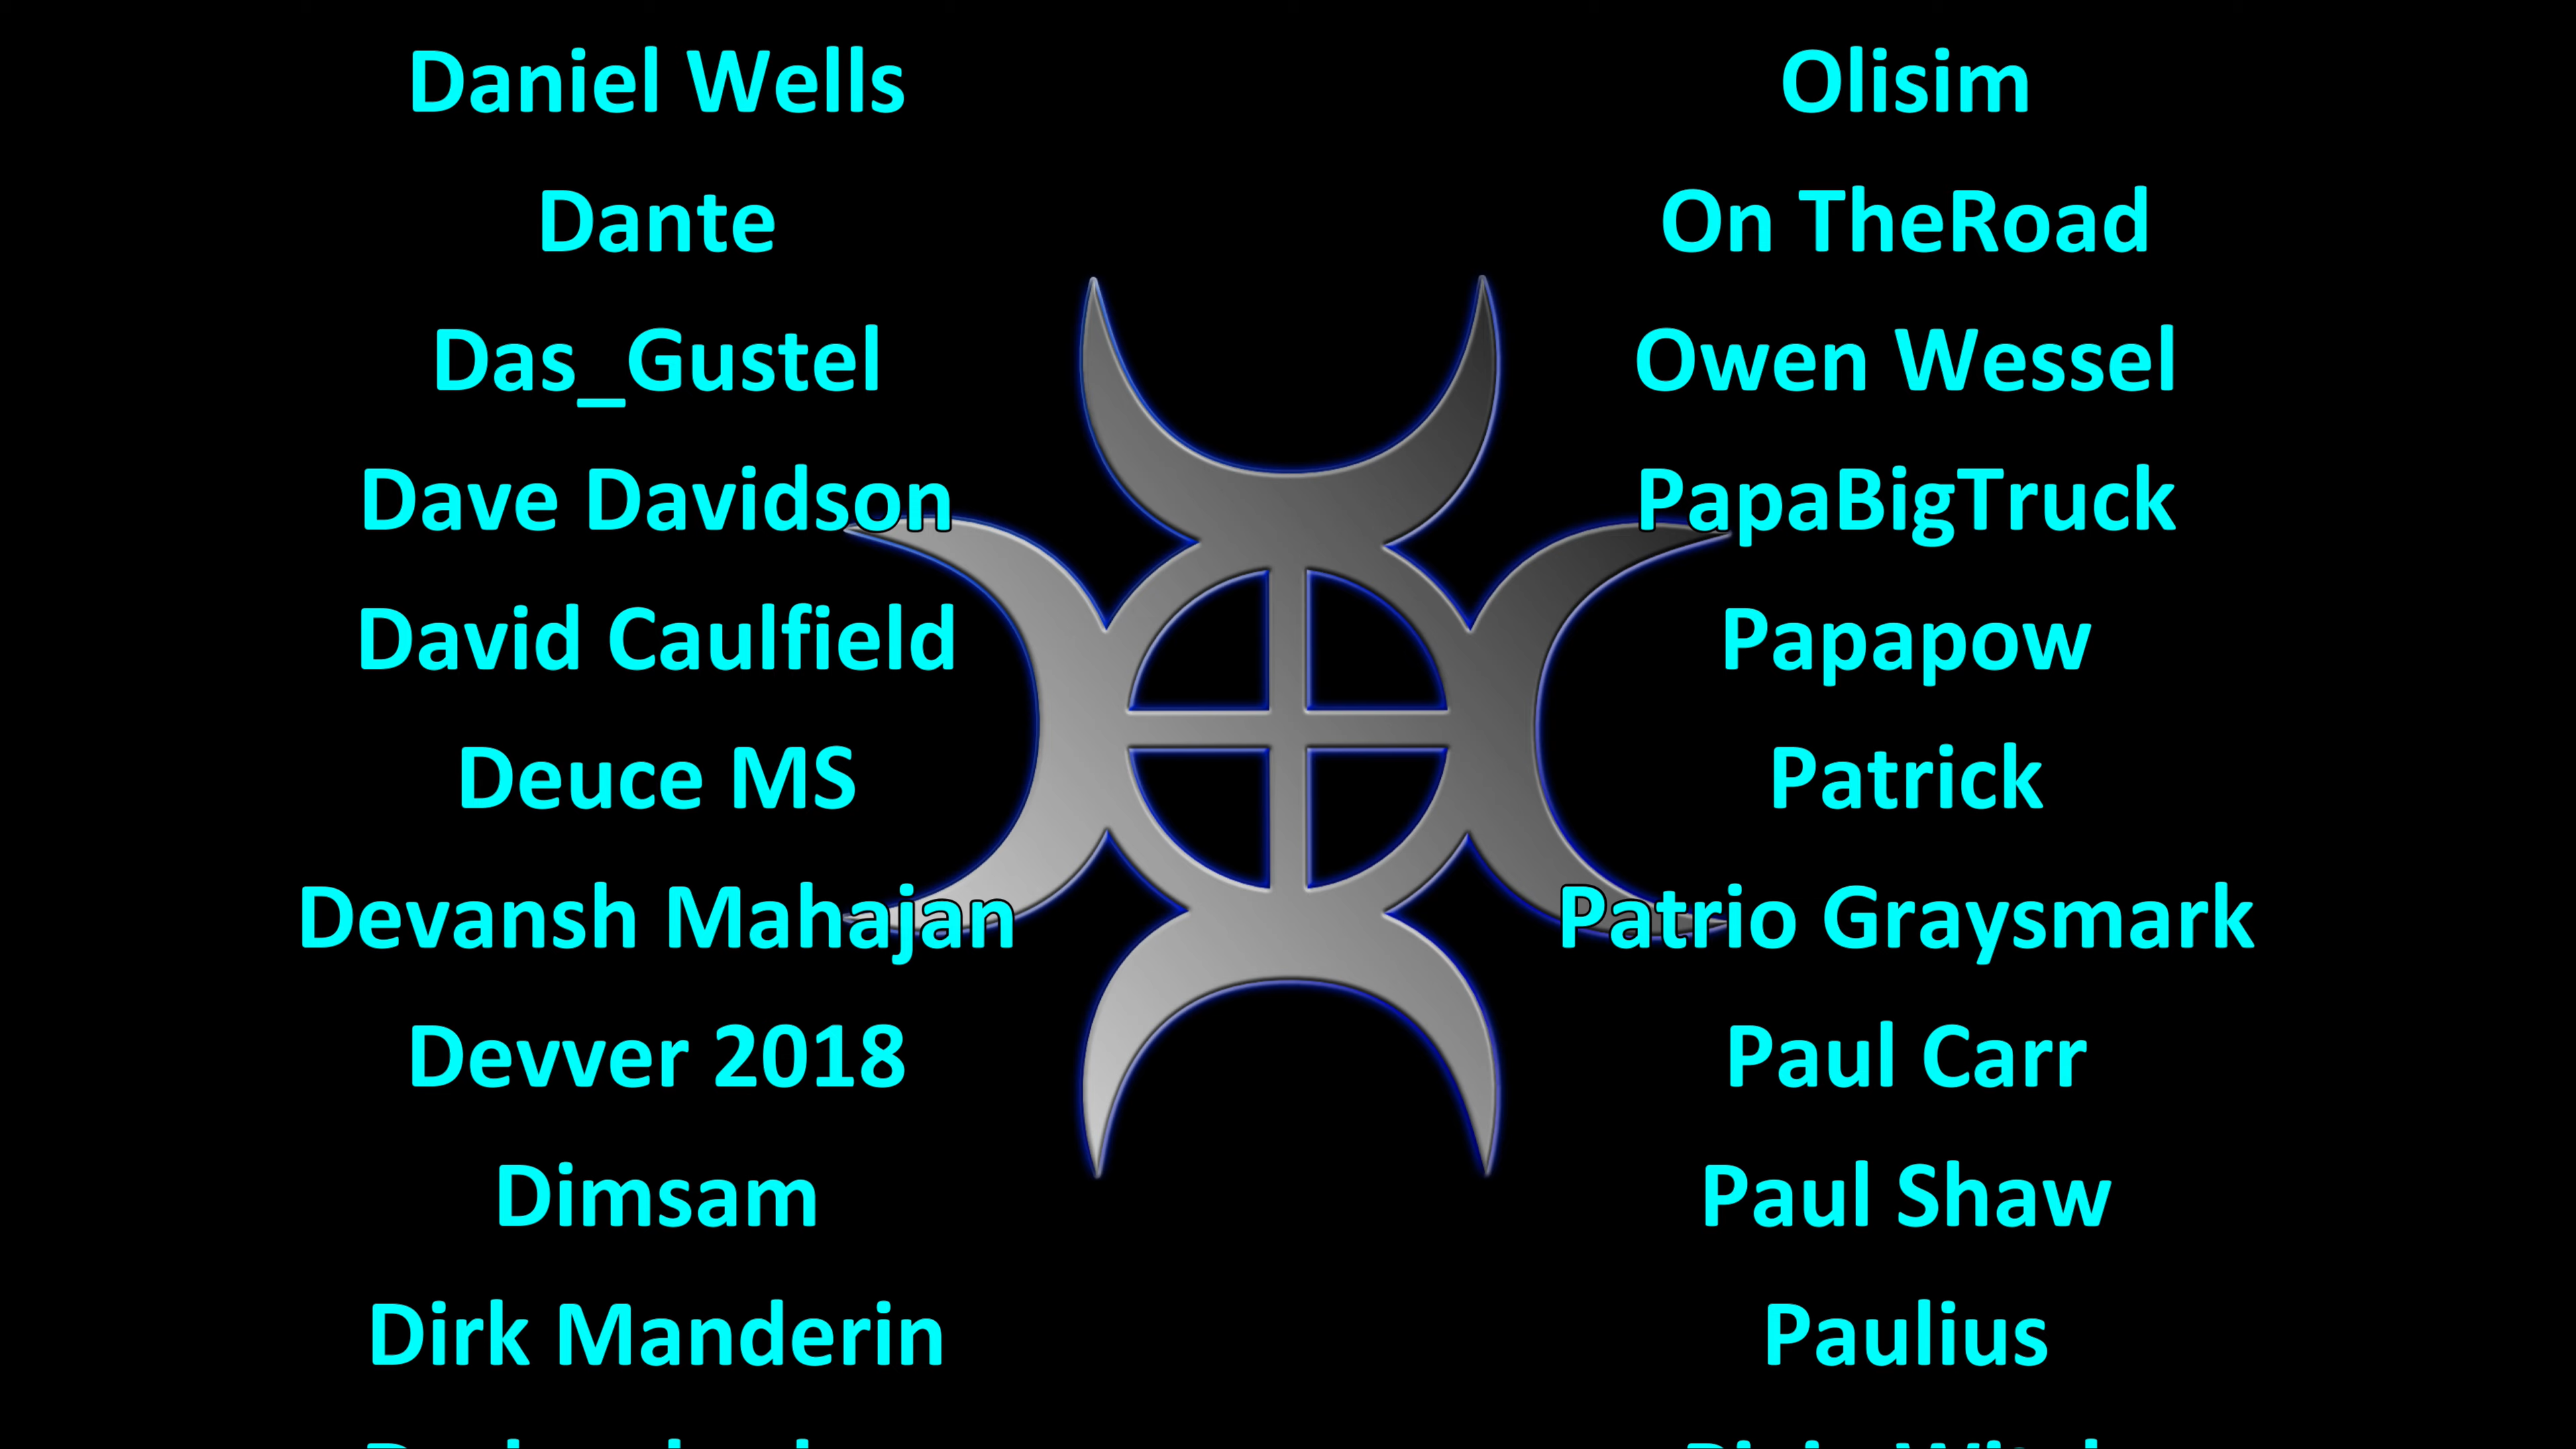 Daniel Wells
Dante
Das_Gustel
Dave Davidson
David Caulfield
Deuce MS
Devansh Mahajan
Devver 2018
Dimsam
Dirk Manderin
Olisim
On TheRoad
Owen Wessel
PapaBigTruck
Papapow
Patrick
Patrio Graysmark
Paul Carr
Paul Shaw
Paulius